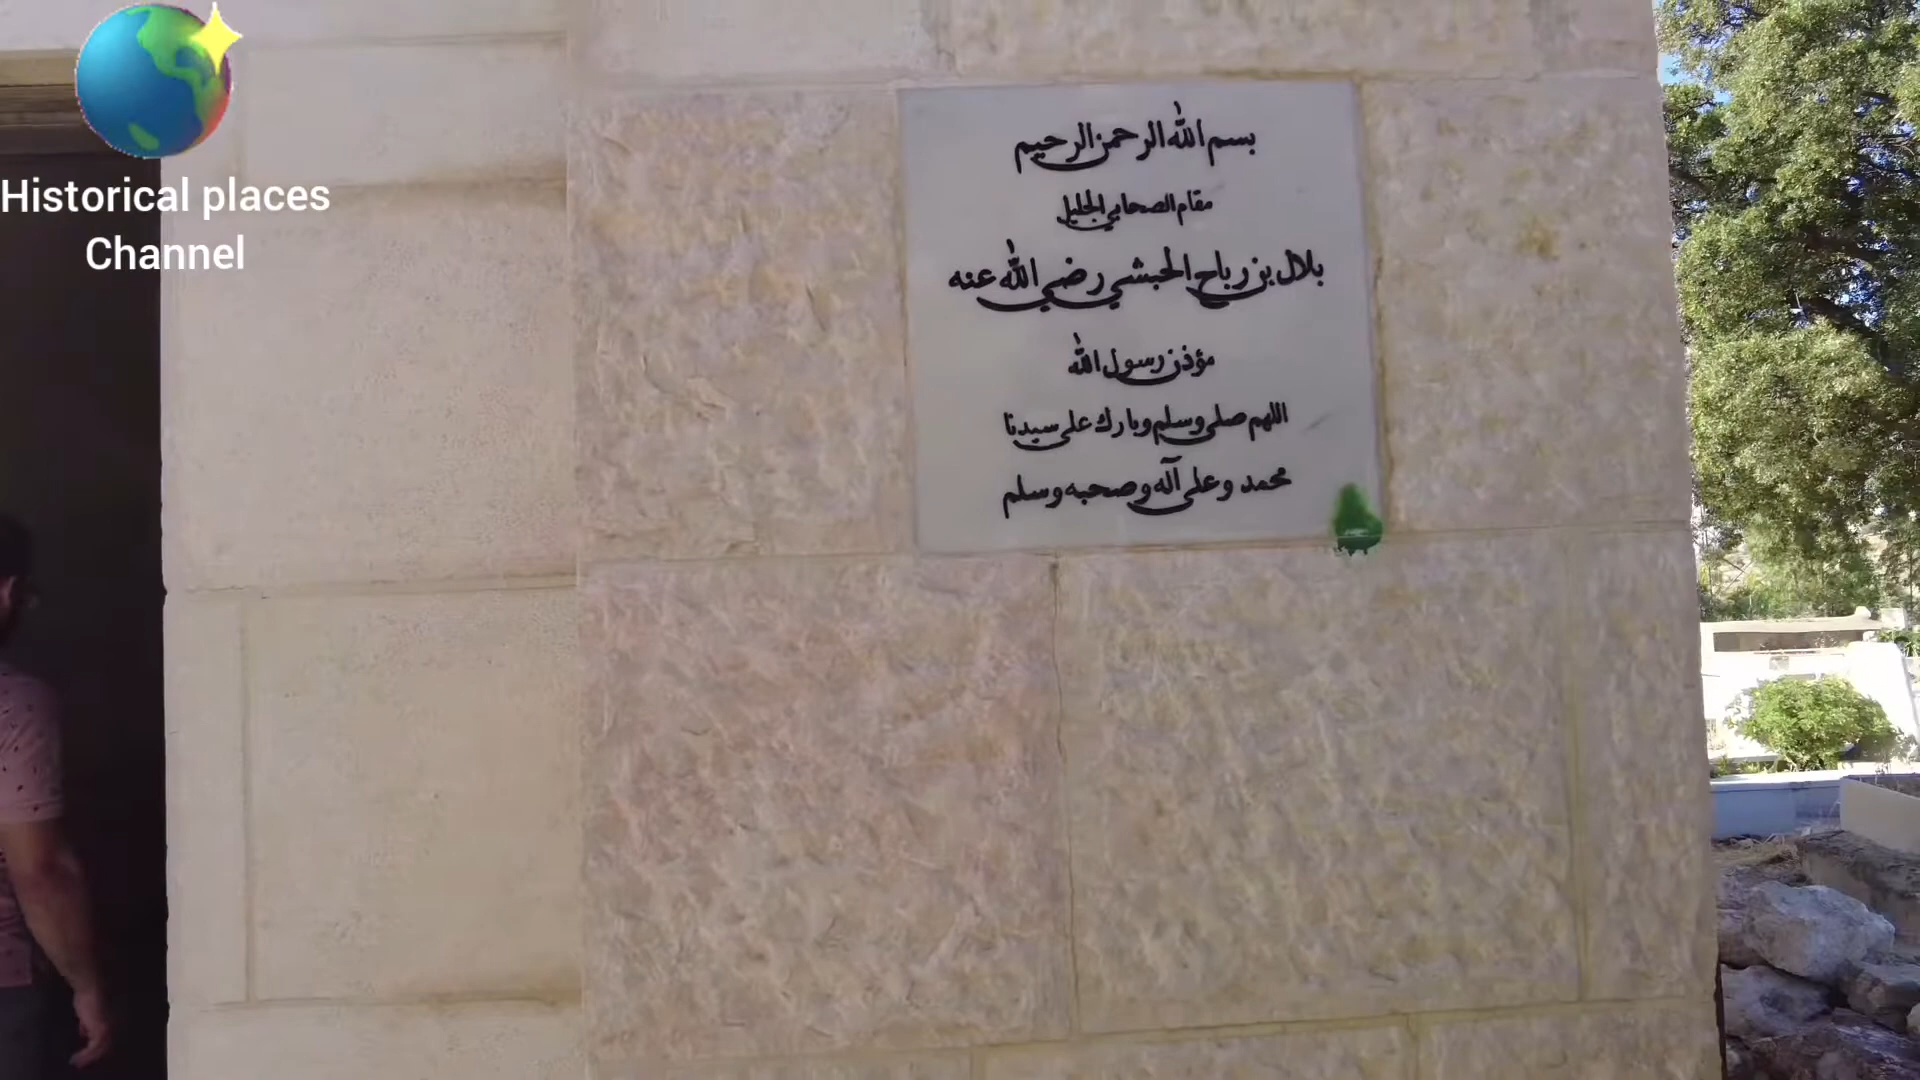 Historical places
Channel
بسم الله الرحمن الرحيم
مقام الصحابي الجليل
بلال بن رباح الحبشي رضي الله عنه
مؤذن رسول الله
اللهم صلي وسلم وبارك على سيدنا
محمد وعلى آله وصحبه وسلم